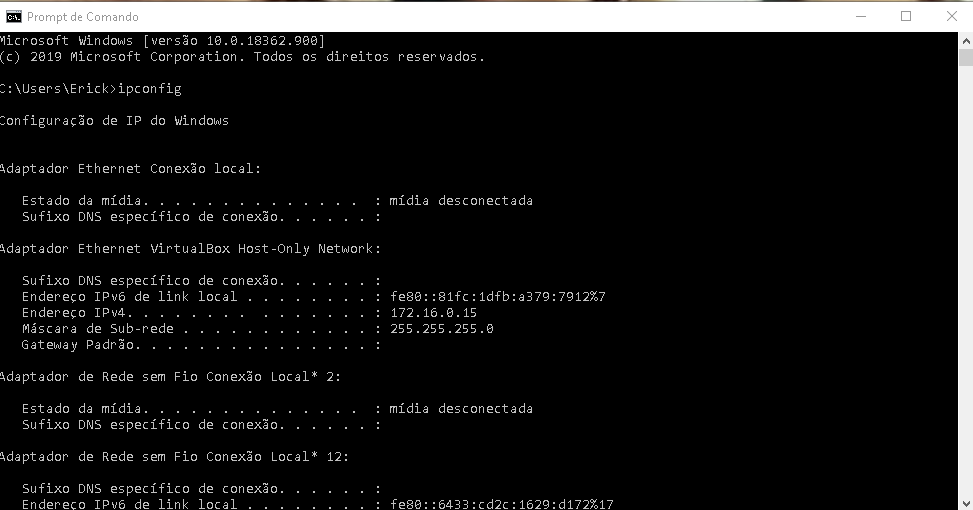 Prompt de Comando
Microsoft Windows [versão 10.0.18362.900]
(c) 2019 Microsoft Corporation. Todos os direitos reservados.
C:\Users\Erick>ipconfig
Configuração de IP do Windows
Adaptador Ethernet Conexão local:
Estado da mídia. . . . . . . . . . . . . . : mídia desconectada
Sufixo DNS específico de conexão. . . . . . :
Adaptador Ethernet VirtualBox Host-Only Network:
Sufixo DNS específico de conexão. . . . . . :
Endereço IPv6 de link local . . . . . . . . : fe80::81fc:1dfb:a379:7912%7
Endereço IPv4. . . . . . . . . . . . . . . : 172.16.0.15
Máscara de Sub-rede . . . . . . . . . . . . : 255.255.255.0
Gateway Padrão. . . . . . . . . . . . . . . :
Adaptador de Rede sem Fio Conexão Local* 2:
Estado da mídia. . . . . . . . . . . . . . : mídia desconectada
Sufixo DNS específico de conexão. . . . . . :
Adaptador de Rede sem Fio Conexão Local* 12:
Sufixo DNS específico de conexão. . . . . . :
Endereço IPv6 de link local . . . . . . . . : fe80::6433:cd2c:1629:d172%17